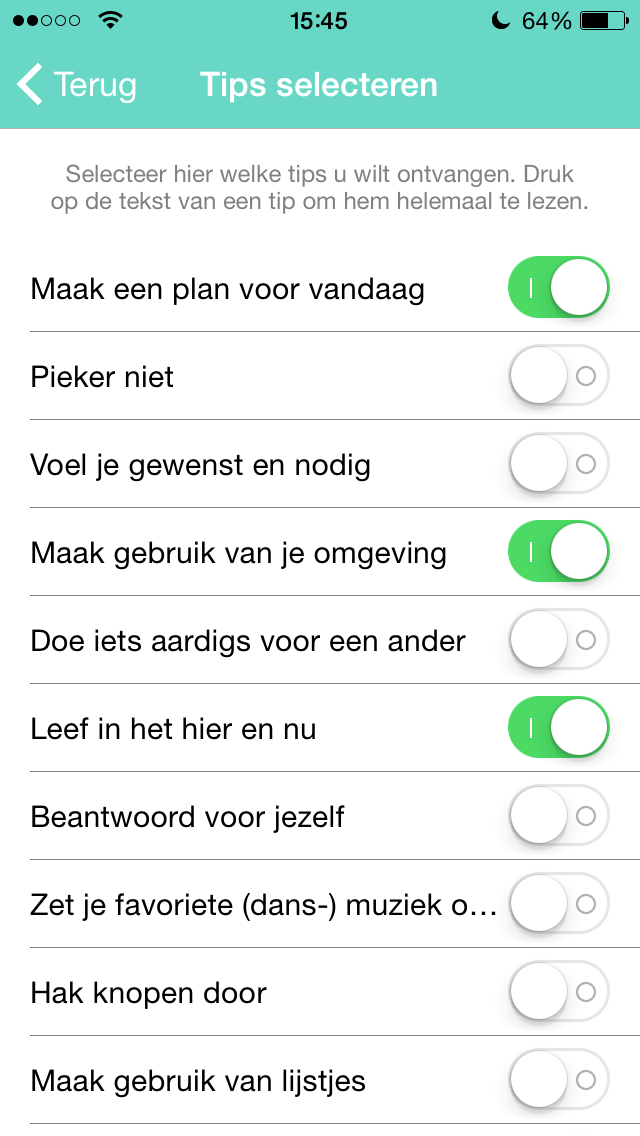 15:45
64%
Terug
Tips selecteren
Selecteer hier welke tips u wilt ontvangen. Druk
op de tekst van een tip om hem helemaal te lezen.
Maak een plan voor vandaag
Pieker niet
Voel je gewenst en nodig
Maak gebruik van je omgeving
Doe iets aardigs voor een ander
Leef in het hier en nu
Beantwoord voor jezelf
Zet je favoriete (dans-) muziek o...
Hak knopen door
Maak gebruik van lijstjes